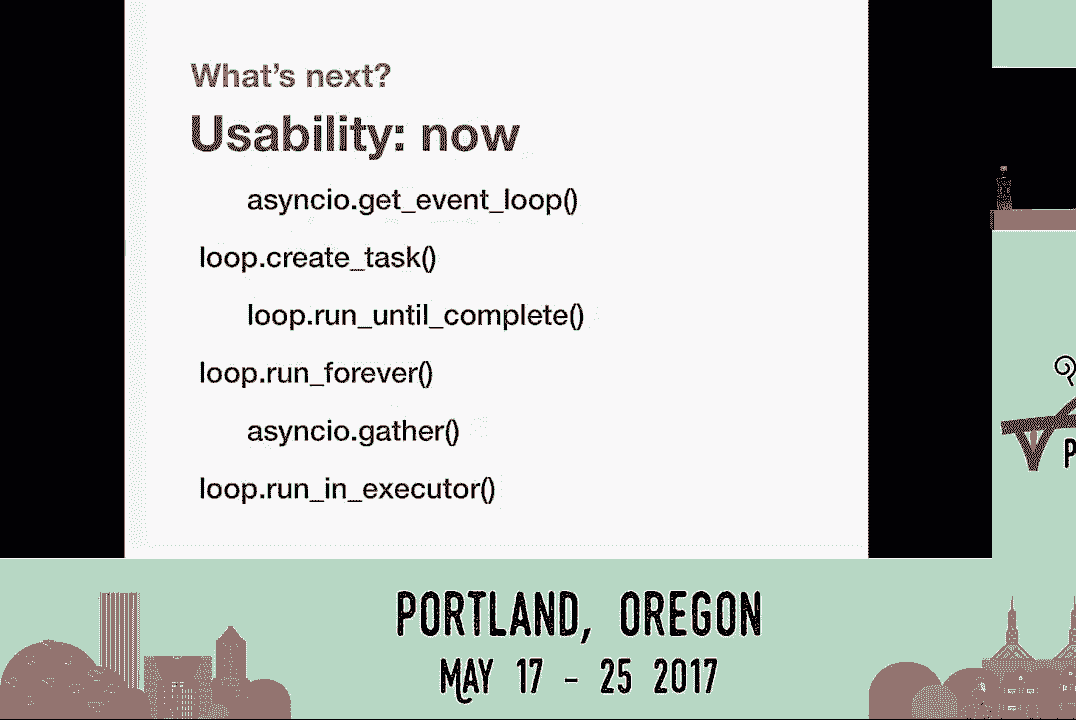 What's next?
Usability: now
asyncio.get_event_loop()
loop.create_task()
loop.run_until_complete()
loop.run_forever()
asyncio.gather()
loop.run_in_executor()
PORTLAND, OREGON
MAY 17 - 25 2017